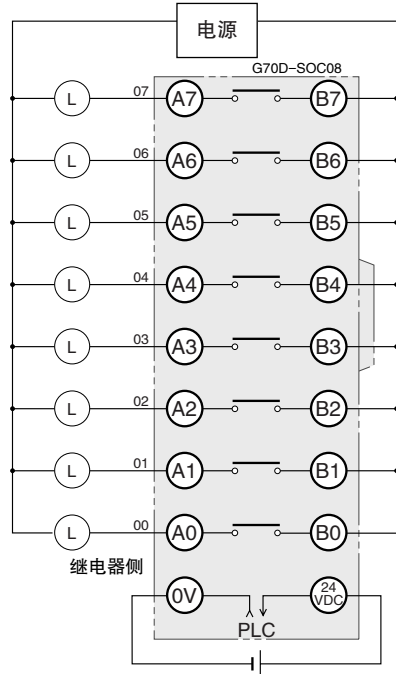 电源
G70D-SOC08
L 07 A7 B7
L 06 A6 B6
L 05 A5 B5
L 04 A4 B4
L 03 A3 B3
L 02 A2 B2
L 01 A1 B1
L 00 A0 B0
继电器侧
0V 24 VDC
PLC